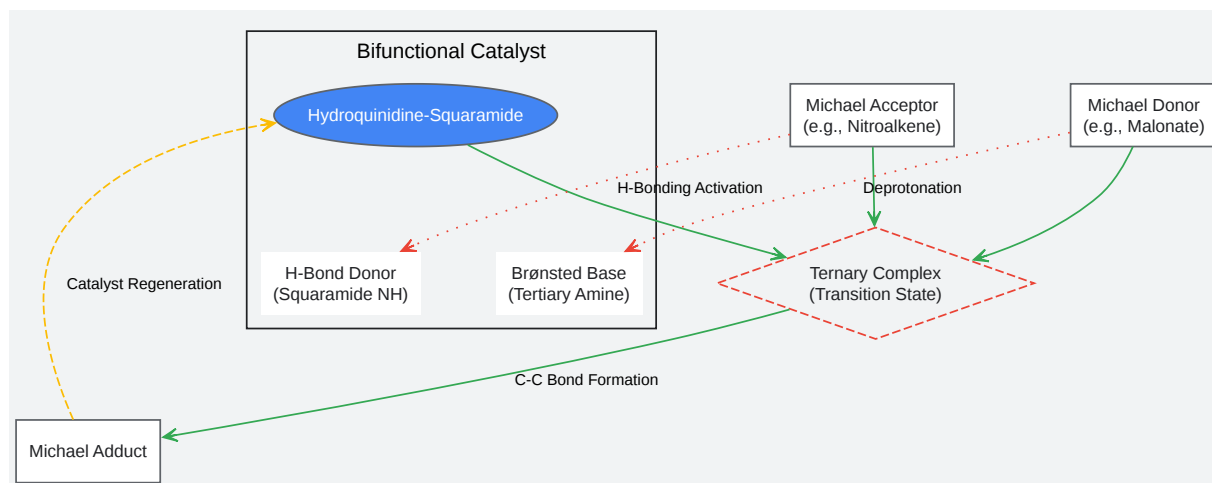 Bifunctional Catalyst
Hydroquinidine-Squaramide
Michael Acceptor
(e.g., Nitroalkene)
Michael Donor
(e.g., Malonate)
H-Bonding Activation
Deprotonation
H-Bond Donor
(Squaramide NH)
Brønsted Base
(Tertiary Amine)
Ternary Complex
(Transition State)
Catalyst Regeneration
C-C Bond Formation
Michael Adduct